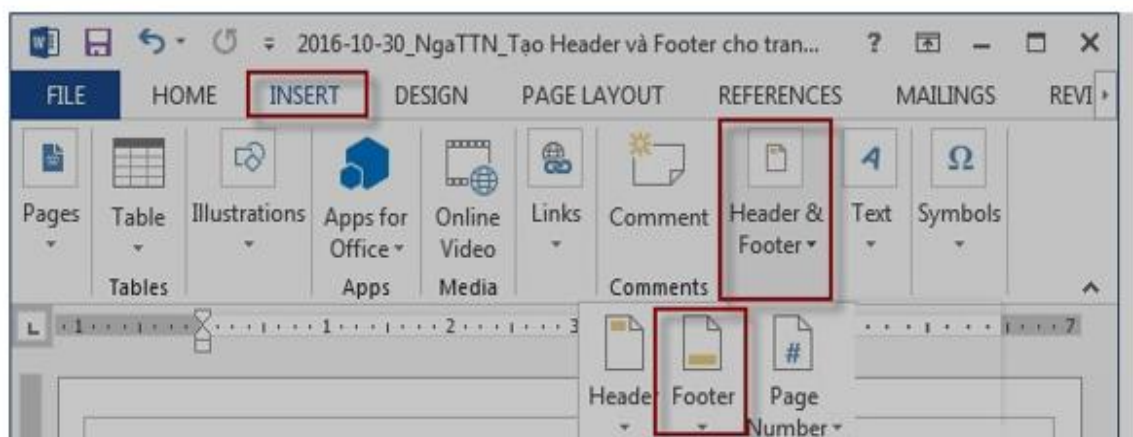 2016-10-30_NgaTTN_Tạo Header và Footer cho tran... ?
FILE HOME INSERT DESIGN PAGE LAYOUT REFERENCES MAILINGS REVI
Pages Table Illustrations Apps for Office Online Video Links Comment Header & Footer Text Symbols
Tables Apps Media Comments
L 1 1 2 3 7
Header Footer Page Number